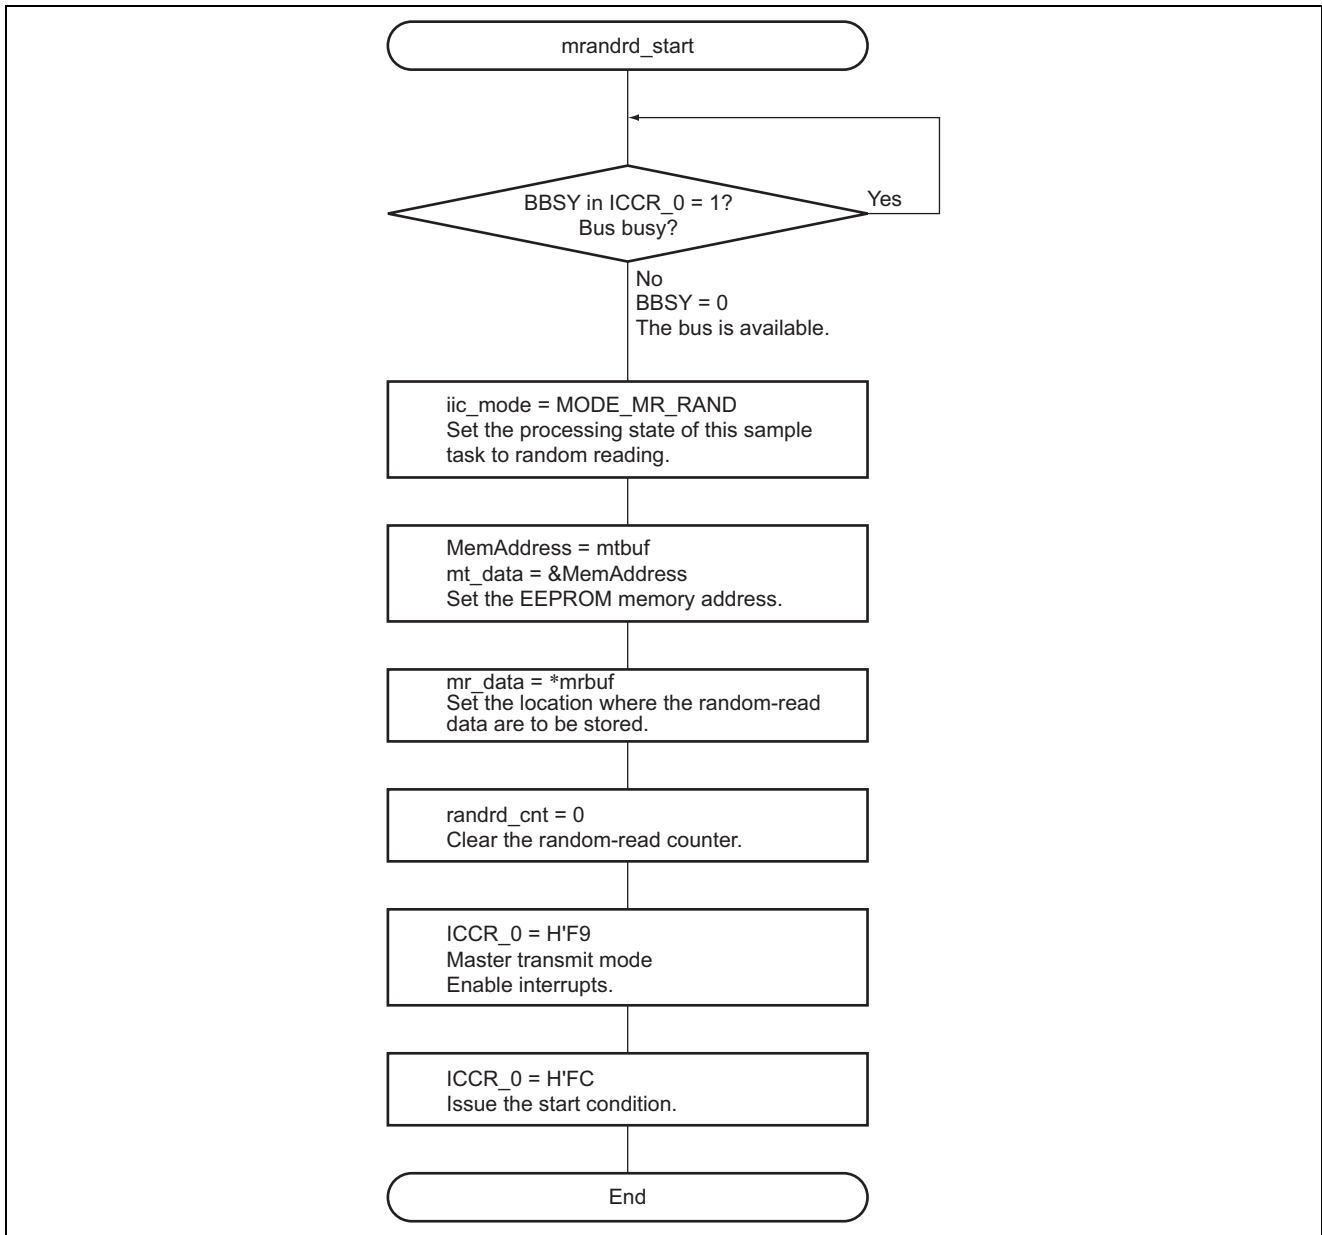 mrandrd_start
BBSY in ICCR_0 = 1?
Bus busy?
Yes
No
BBSY = 0
The bus is available.
iic_mode = MODE_MR_RAND
Set the processing state of this sample
task to random reading.
MemAddress = mtbuf
mt_data = &MemAddress
Set the EEPROM memory address.
mr_data = *mrbuf
Set the location where the random-read
data are to be stored.
randrd_cnt = 0
Clear the random-read counter.
ICCR_0 = H'F9
Master transmit mode
Enable interrupts.
ICCR_0 = H'FC
Issue the start condition.
End